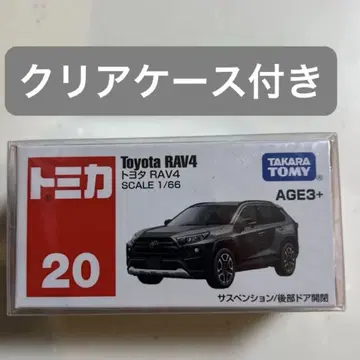 クリアケース付き
Toyota RAV4
トヨタ RAV4
SCALE 1/66
TAKARA
TOMY
AGE3+
トミカ
20
サスペンション/後部ドア開閉